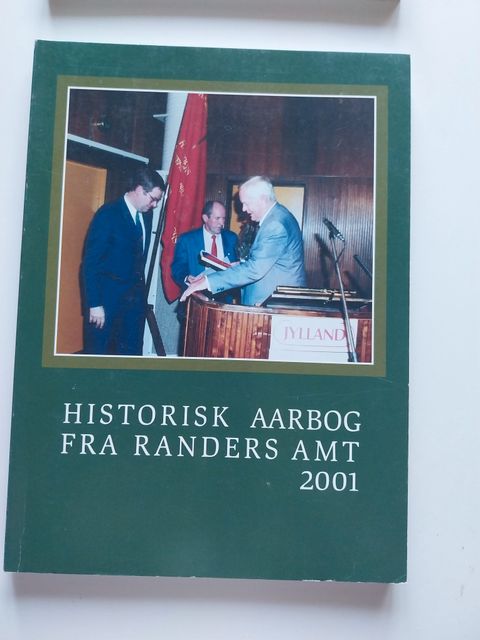 JYLLAND
HISTORISK AARBOG
FRA RANDERS AMT
2001